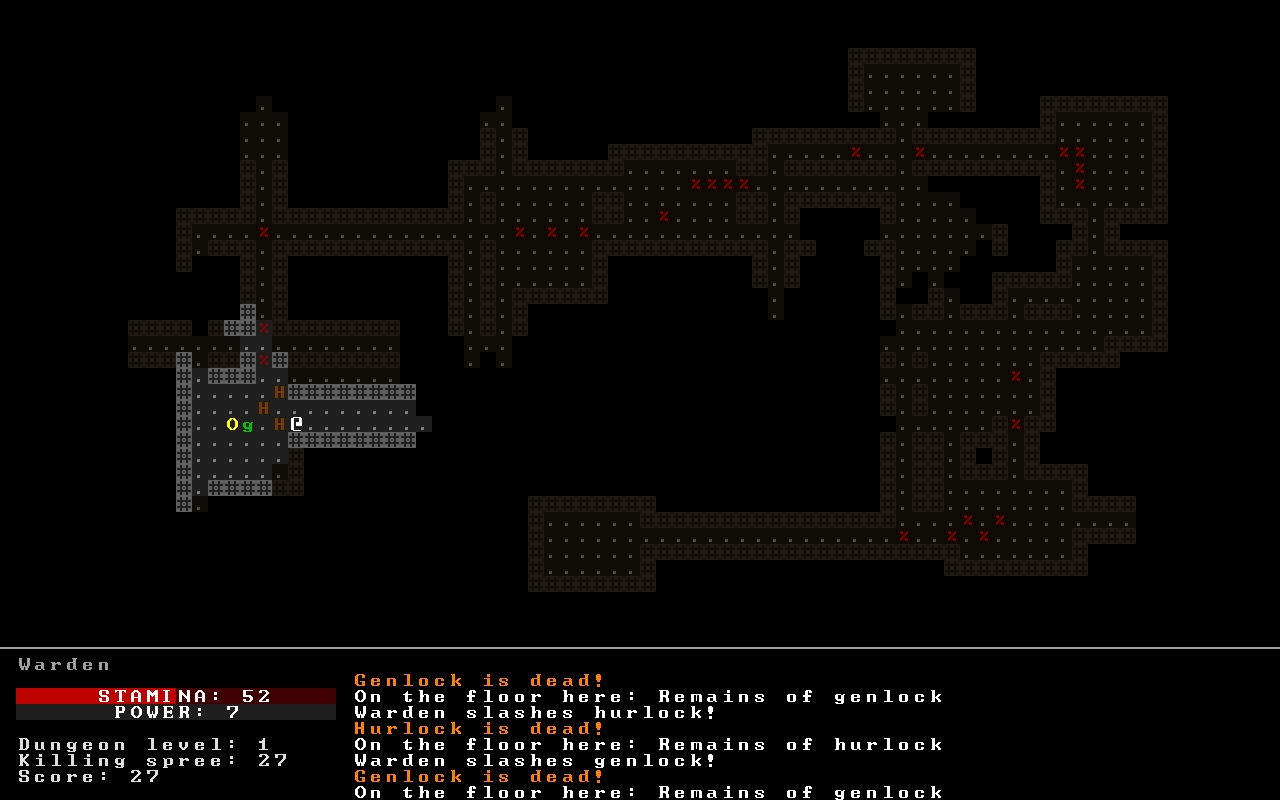 H
H
Og H@
Warden
STAMINA: 52
POWER: 7
Dungeon level: 1
Killing spree: 27
Score: 27
Genlock is dead!
On the floor here: Remains of genlock
Warden slashes hurlock!
Hurlock is dead!
On the floor here: Remains of hurlock
Warden slashes genlock!
Genlock is dead!
On the floor here: Remains of genlock